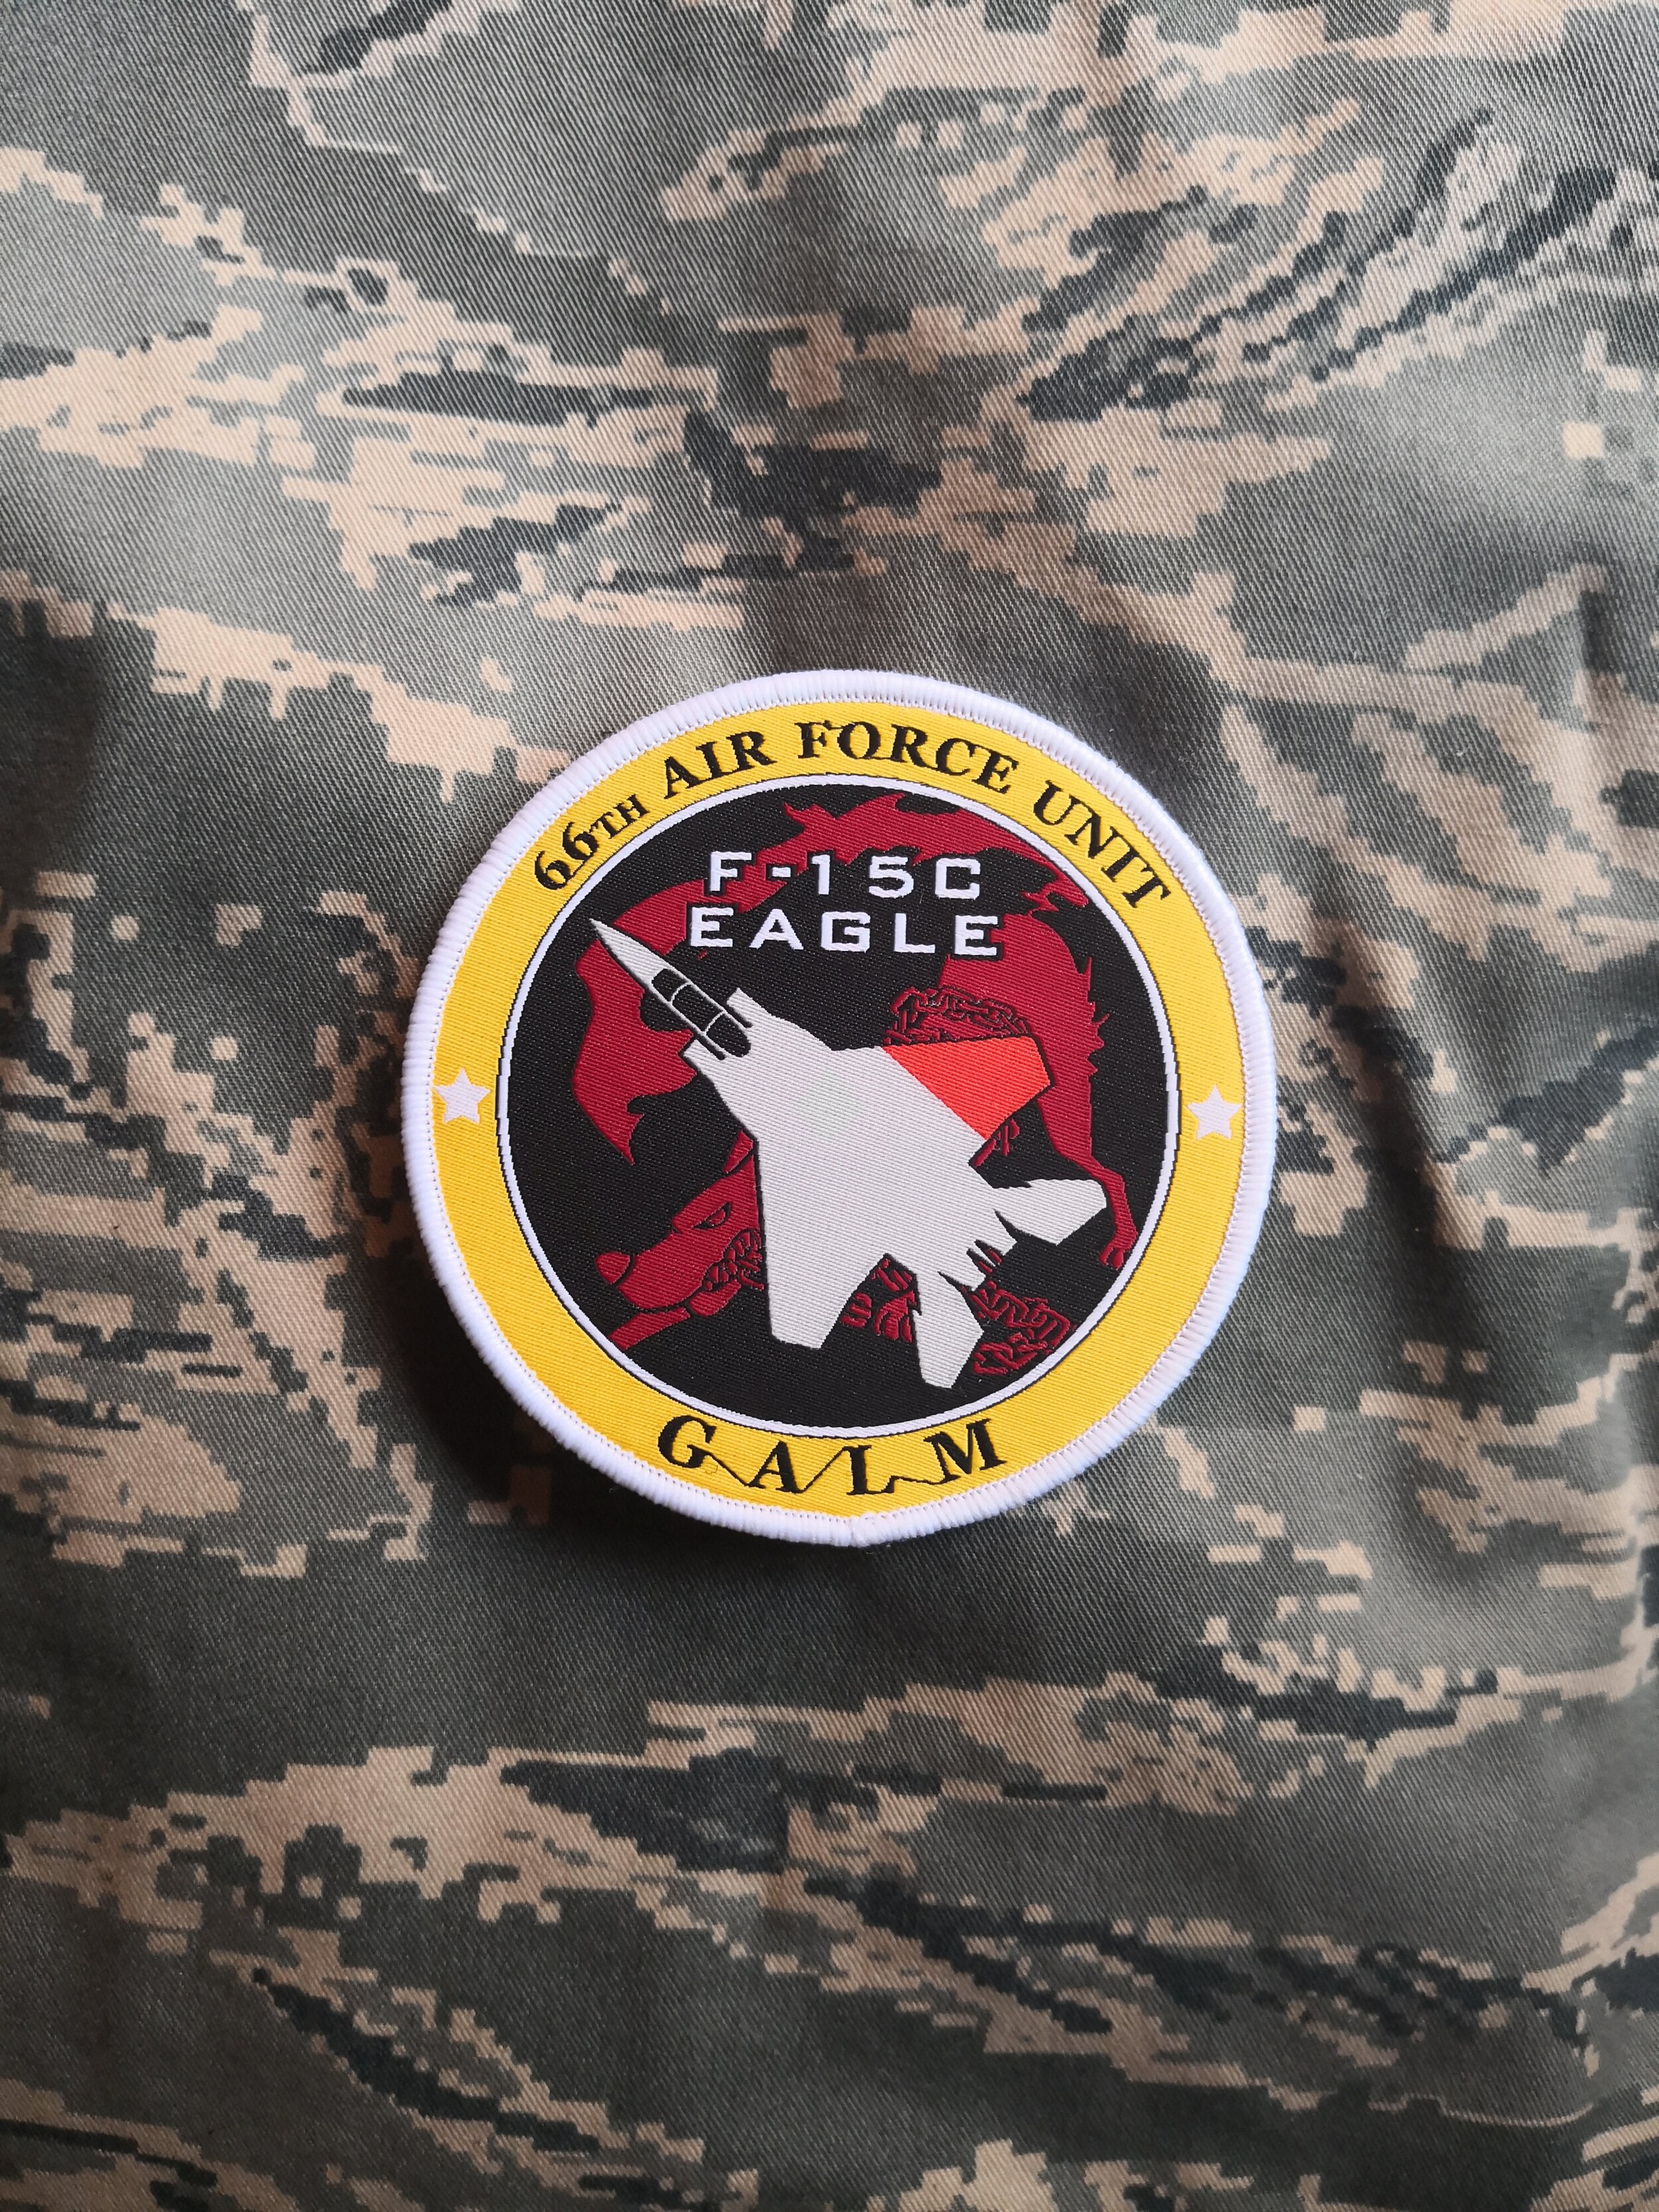 66TH AIR FORCE UNIT
F-15C
EAGLE
GALM